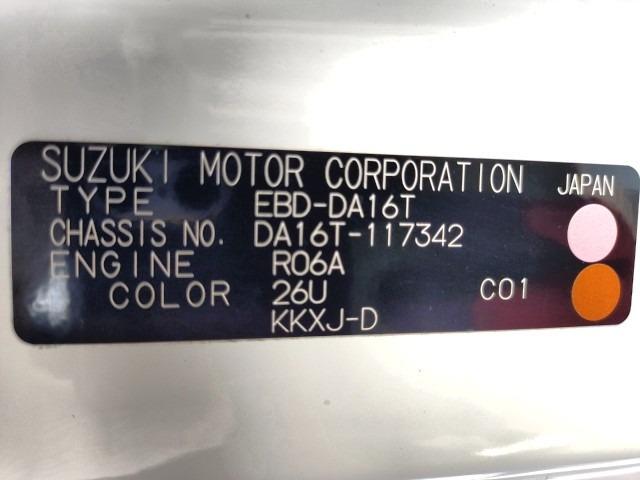 SUZUKI MOTOR CORPORATION JAPAN
TYPE EBD-DA16T
CHASSIS NO. DA16T-117342
ENGINE R06A
COLOR 26U C01
KKXJ-D